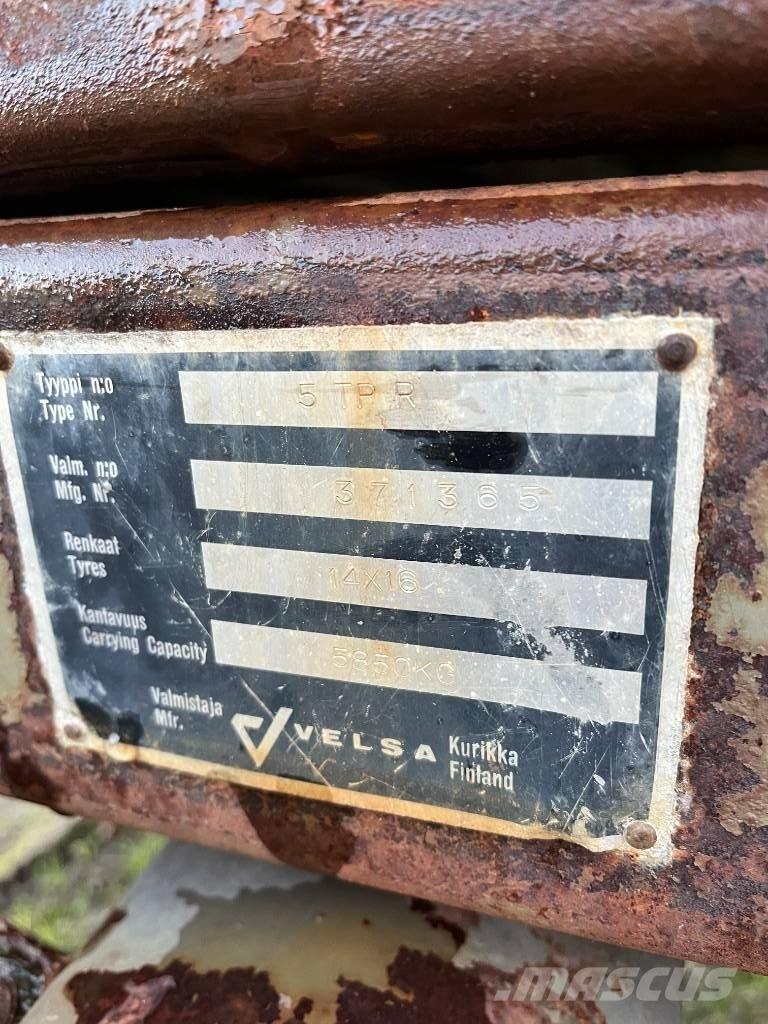 Tyyppi n:o
Type Nr. 5 TP R
Valm. n:o
Mfg. Nr. 371365
Renkaat
Tyres 14X16
Kantavuus
Carrying Capacity 5850KG
Valmistaja
Mfr. VELSA Kurikka
Finland
MASCUS